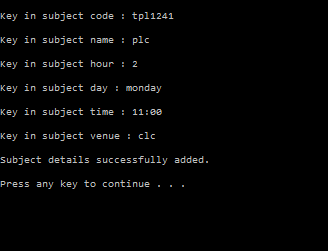 Key in subject code : tpl1241
Key in subject name : plc
Key in subject hour : 2
Key in subject day : monday
Key in subject time : 11:00
Key in subject venue : clc
Subject details successfully added.
Press any key to continue . . .